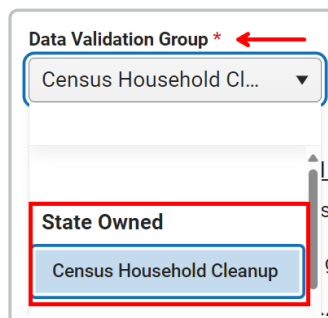 Data Validation Group *
Census Household Cl...
State Owned
Census Household Cleanup